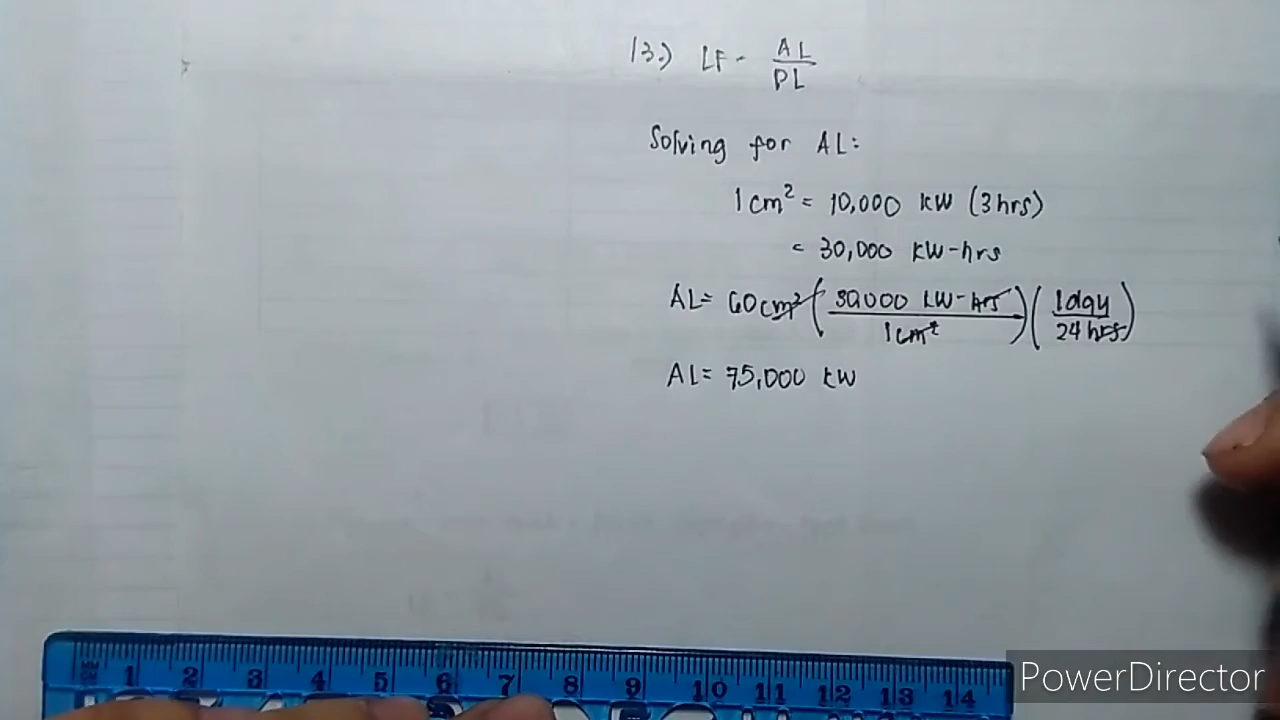 13.) LF = AL/PL
Solving for AL:
1 cm² = 10,000 kW (3 hrs)
= 30,000 kW-hrs
AL = 60 cm² (30,000 kW-hrs / 1 cm²) (1 day / 24 hrs)
AL = 75,000 kW
1 2 3 4 5 6 7 8 9 10 11 12 13 14
PowerDirector